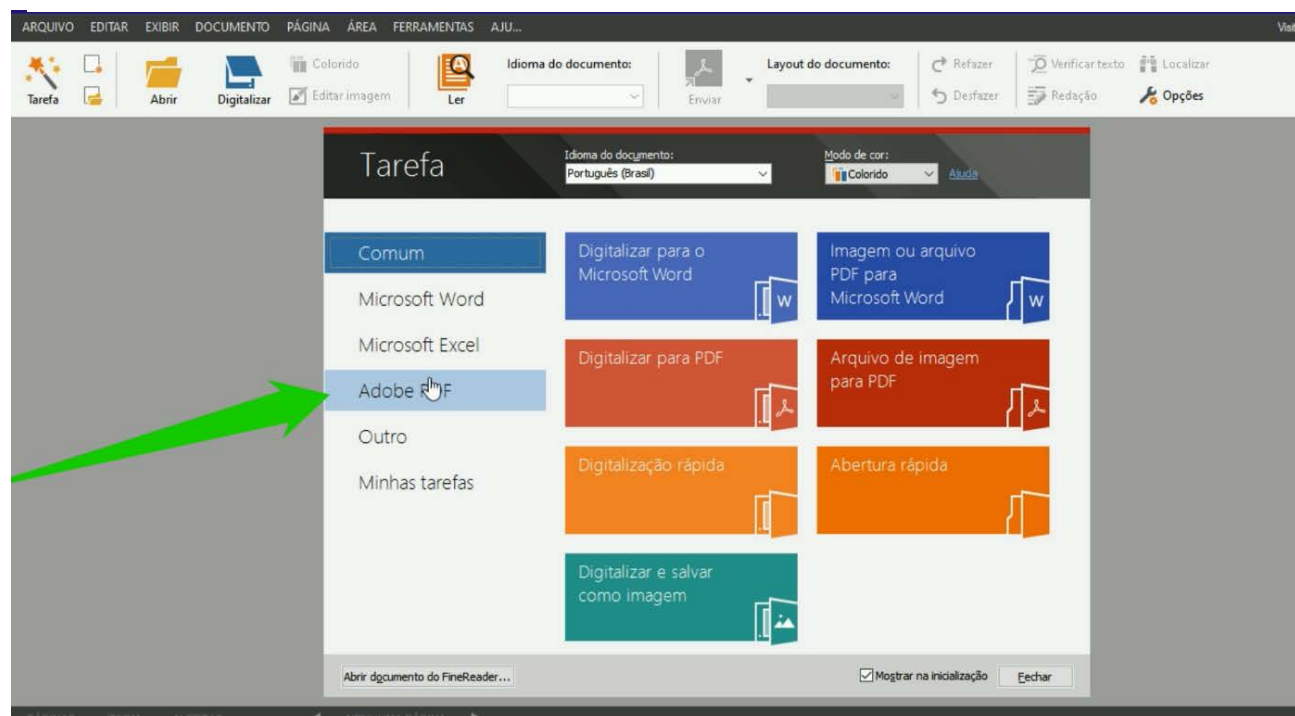 ARQUIVO EDITAR EXIBIR DOCUMENTO PÁGINA ÁREA FERRAMENTAS AJU...
Tarefa
Abrir
Digitalizar
Colorido
Editar imagem
Ler
Idioma do documento:
Enviar
Layout do documento:
Refazer
Desfazer
Verificar texto
Redação
Localizar
Opções
Tarefa
Idioma do documento:
Português (Brasil)
Modo de cor:
Colorido
Ajuda
Comum
Microsoft Word
Microsoft Excel
Adobe PDF
Outro
Minhas tarefas
Digitalizar para o
Microsoft Word
W
Imagem ou arquivo
PDF para
Microsoft Word
W
Digitalizar para PDF
Arquivo de imagem
para PDF
Digitalização rápida
Abertura rápida
Digitalizar e salvar
como imagem
Abrir documento do FineReader...
Mostrar na inicialização
Fechar